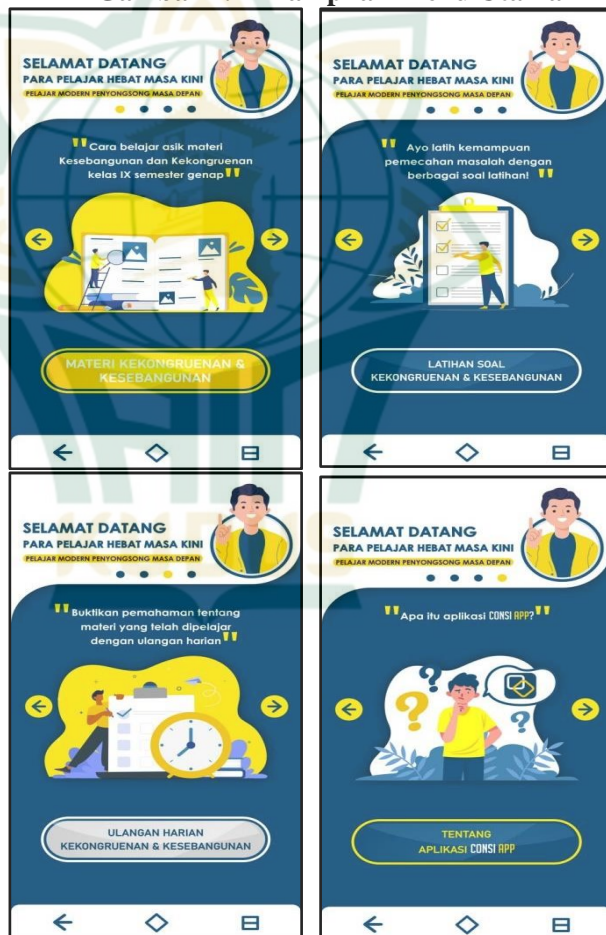 SELAMAT DATANG
PARA PELAJAR HEBAT MASA KINI
PELAJAR MODERN PENYONGSONG MASA DEPAN
"Cara belajar asik materi
Kesebangunan dan Kekongruenan
kelas IX semester genap"
MATERI KEKONGRUENAN &
KESEBANGUNAN
SELAMAT DATANG
PARA PELAJAR HEBAT MASA KINI
PELAJAR MODERN PENYONGSONG MASA DEPAN
" Ayo latih kemampuan
pemecahan masalah dengan
berbagai soal latihan! "
LATIHAN SOAL
KEKONGRUENAN & KESEBANGUNAN
SELAMAT DATANG
PARA PELAJAR HEBAT MASA KINI
PELAJAR MODERN PENYONGSONG MASA DEPAN
"Buktikan pemahaman tentang
materi yang telah dipelajar
dengan ulangan harian"
ULANGAN HARIAN
KEKONGRUENAN & KESEBANGUNAN
SELAMAT DATANG
PARA PELAJAR HEBAT MASA KINI
PELAJAR MODERN PENYONGSONG MASA DEPAN
"Apa itu aplikasi CONSI APP?"
TENTANG
APLIKASI CONSI APP